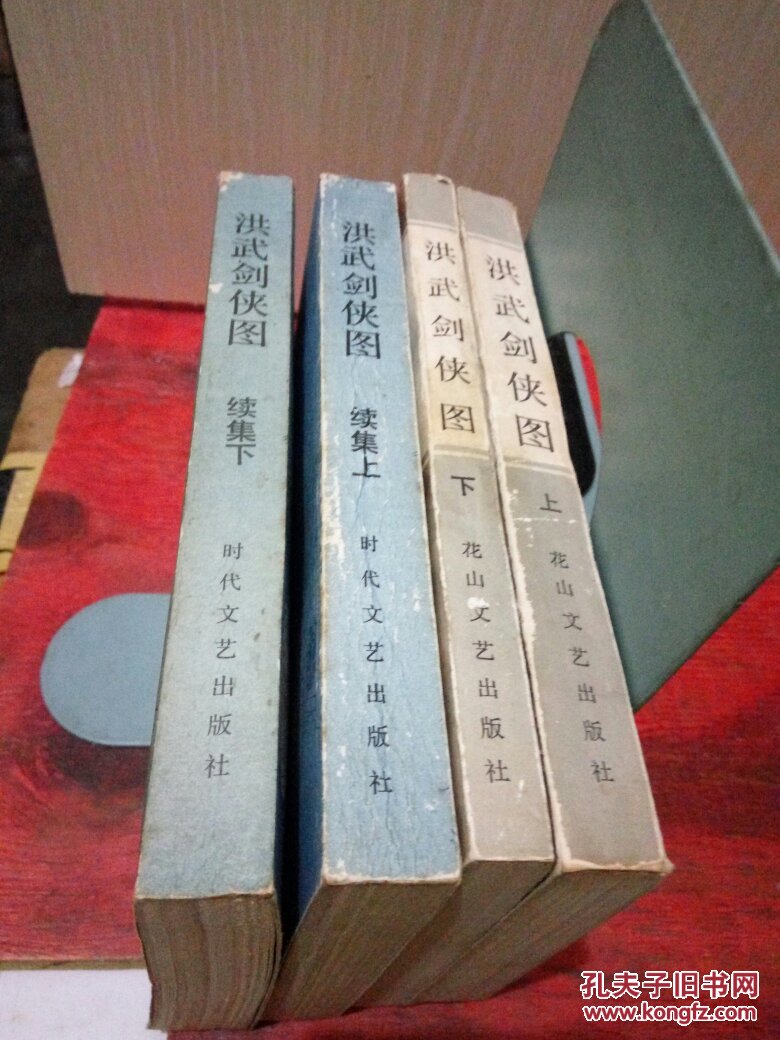 洪武剑侠图
续集下
时代文艺出版社
洪武剑侠图
续集上
时代文艺出版社
洪武剑侠图
下
花山文艺出版社
洪武剑侠图
上
花山文艺出版社
孔夫子旧书网
www.kongfz.com